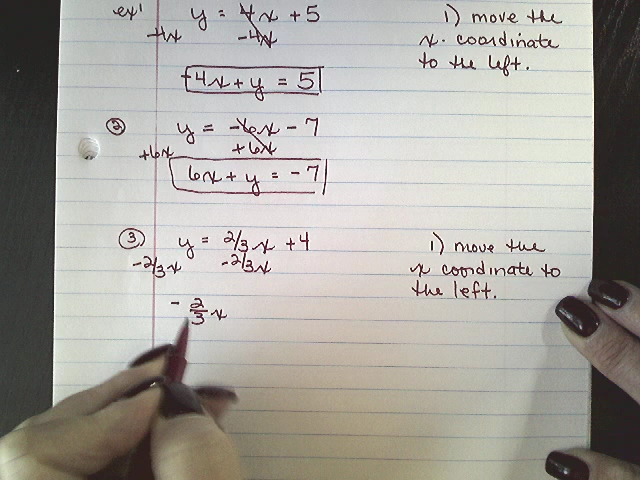 ex1 y = 4x + 5
-4x -4x
-4x + y = 5
1) move the
x. coordinate
to the left.
② y = -6x - 7
+6x +6x
6x + y = -7
③ y = 2/3x + 4
-2/3x -2/3x
- 2/3 x
1) move the
x coordinate to
the left.